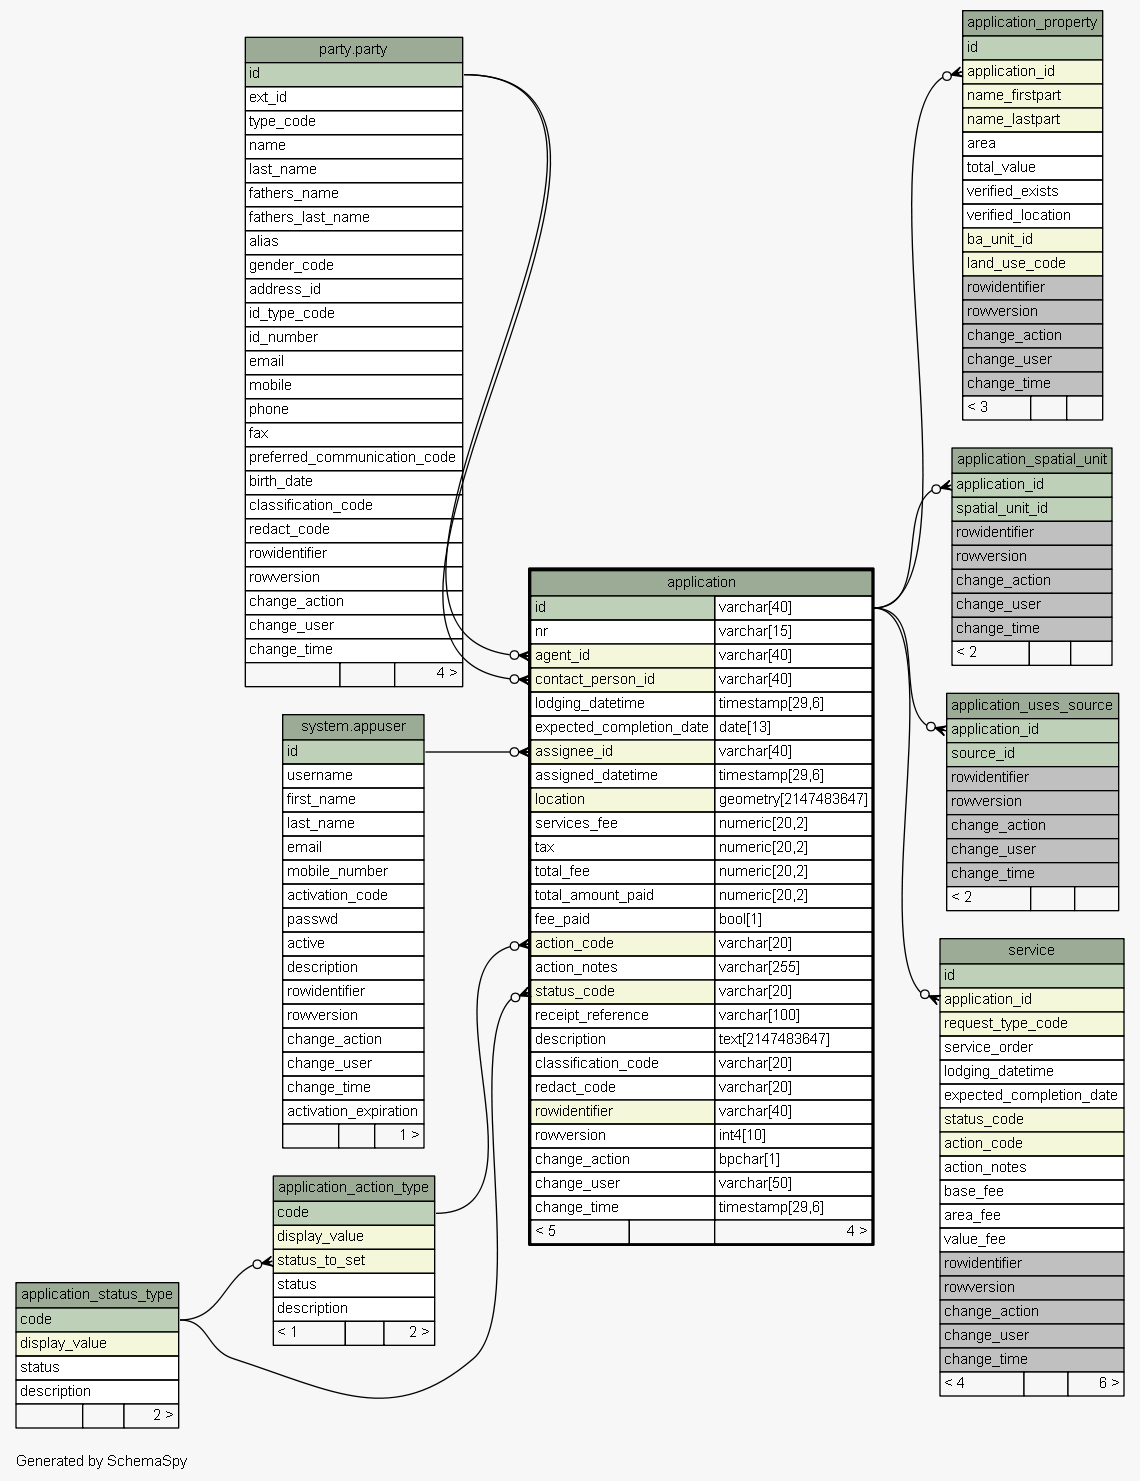 party.party
id
ext_id
type_code
name
last_name
fathers_name
fathers_last_name
alias
gender_code
address_id
id_type_code
id_number
email
mobile
phone
fax
preferred_communication_code
birth_date
classification_code
redact_code
rowidentifier
rowversion
change_action
change_user
change_time
4 >
system.appuser
id
username
first_name
last_name
email
mobile_number
activation_code
passwd
active
description
rowidentifier
rowversion
change_action
change_user
change_time
activation_expiration
1 >
application_action_type
code
display_value
status_to_set
status
description
< 1 2 >
application_status_type
code
display_value
status
description
2 >
application
id varchar[40]
nr varchar[15]
agent_id varchar[40]
contact_person_id varchar[40]
lodging_datetime timestamp[29,6]
expected_completion_date date[13]
assignee_id varchar[40]
assigned_datetime timestamp[29,6]
location geometry[2147483647]
services_fee numeric[20,2]
tax numeric[20,2]
total_fee numeric[20,2]
total_amount_paid numeric[20,2]
fee_paid bool[1]
action_code varchar[20]
action_notes varchar[255]
status_code varchar[20]
receipt_reference varchar[100]
description text[2147483647]
classification_code varchar[20]
redact_code varchar[20]
rowidentifier varchar[40]
rowversion int4[10]
change_action bpchar[1]
change_user varchar[50]
change_time timestamp[29,6]
< 5 4 >
application_property
id
application_id
name_firstpart
name_lastpart
area
total_value
verified_exists
verified_location
ba_unit_id
land_use_code
rowidentifier
rowversion
change_action
change_user
change_time
< 3
application_spatial_unit
application_id
spatial_unit_id
rowidentifier
rowversion
change_action
change_user
change_time
< 2
application_uses_source
application_id
source_id
rowidentifier
rowversion
change_action
change_user
change_time
< 2
service
id
application_id
request_type_code
service_order
lodging_datetime
expected_completion_date
status_code
action_code
action_notes
base_fee
area_fee
value_fee
rowidentifier
rowversion
change_action
change_user
change_time
< 4 6 >
Generated by SchemaSpy